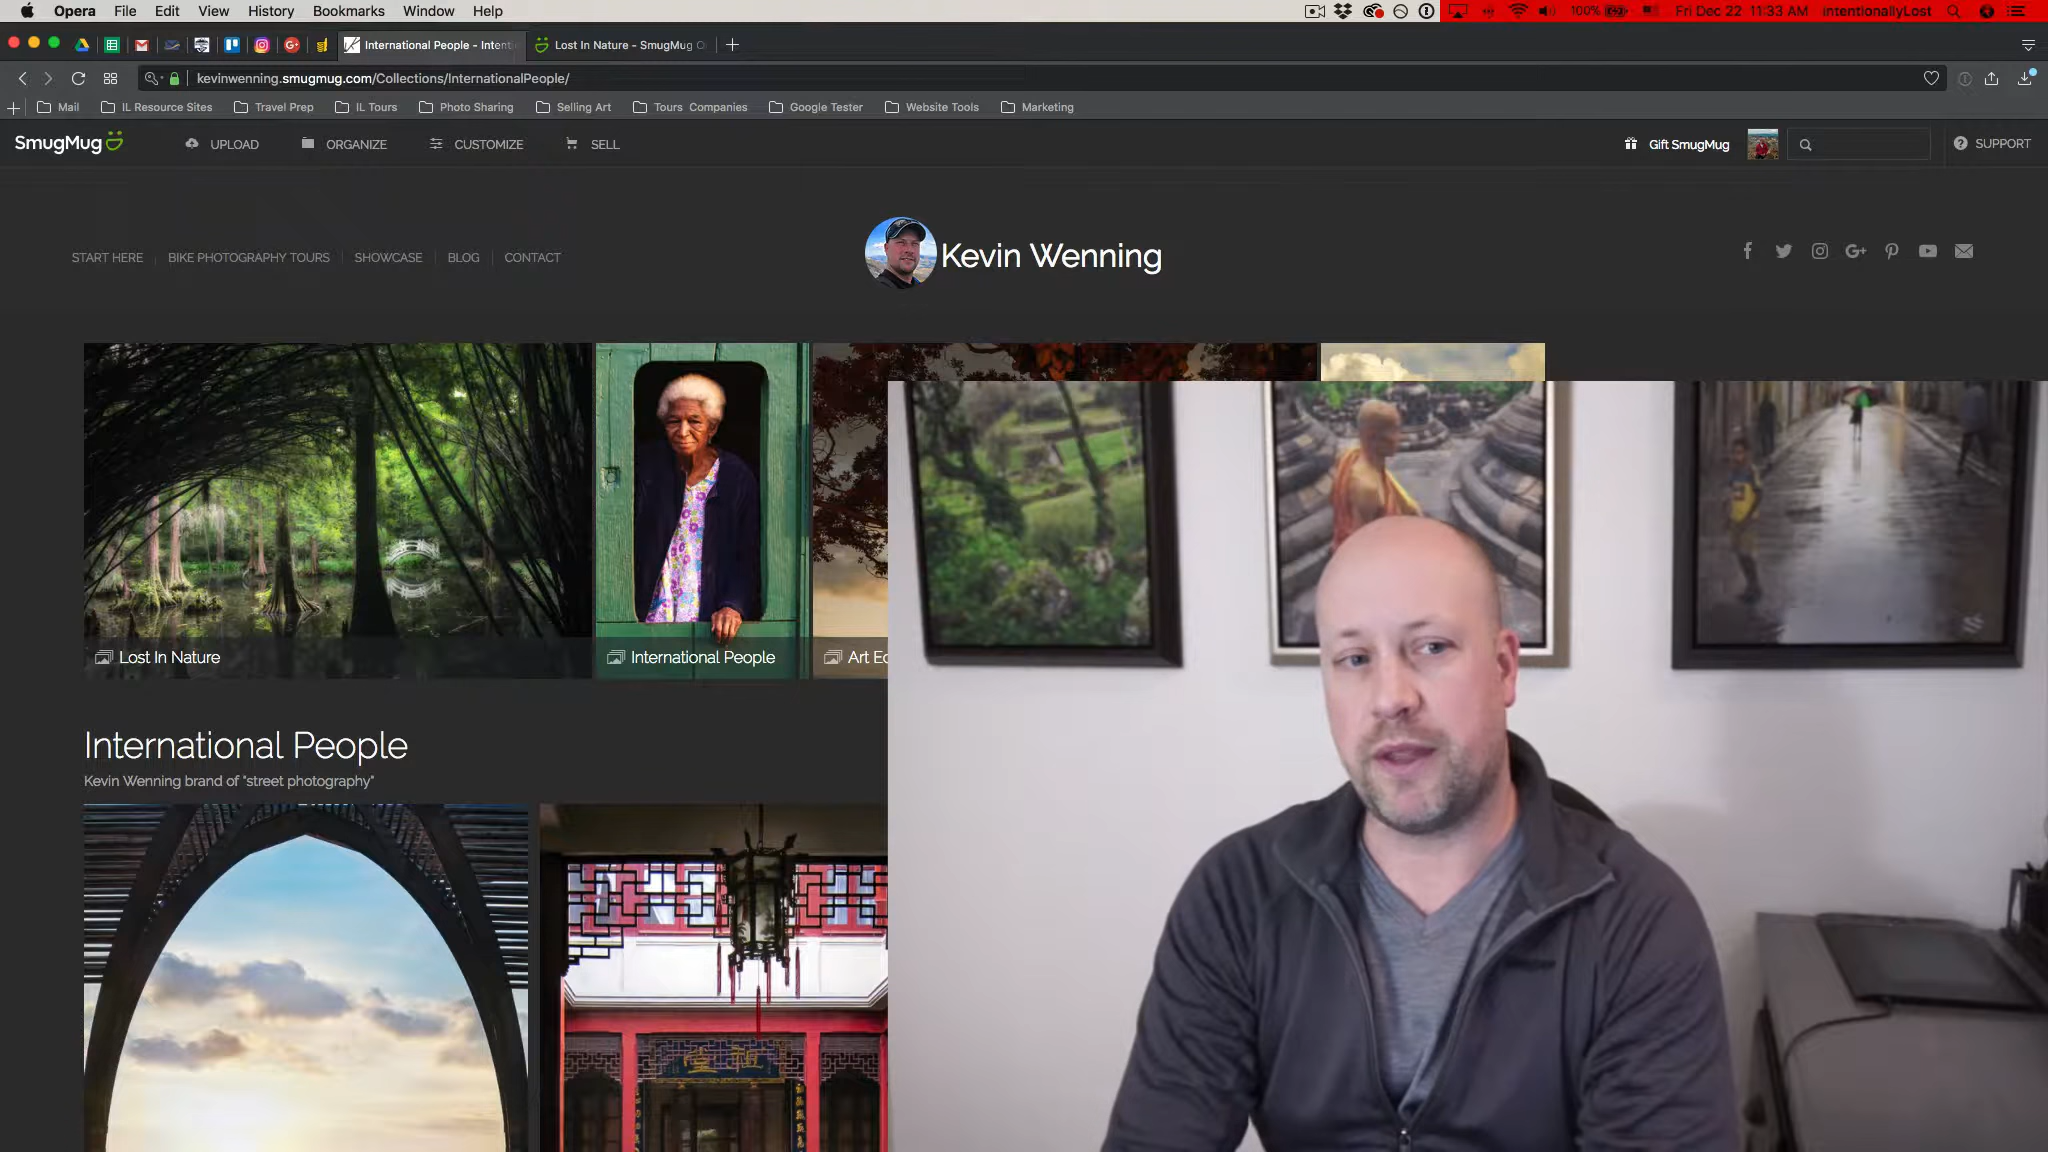 Opera File Edit View History Bookmarks Window Help 100% Fri Dec 22 11:33 AM intentionallyLost
International People - Intenti Lost In Nature - SmugMug O
kevinwenning.smugmug.com/Collections/InternationalPeople/
Mail IL Resource Sites Travel Prep IL Tours Photo Sharing Selling Art Tours Companies Google Tester Website Tools Marketing
SmugMug UPLOAD ORGANIZE CUSTOMIZE SELL Gift SmugMug SUPPORT
START HERE BIKE PHOTOGRAPHY TOURS SHOWCASE BLOG CONTACT Kevin Wenning
Lost In Nature International People Art Ed
International People
Kevin Wenning brand of "street photography"